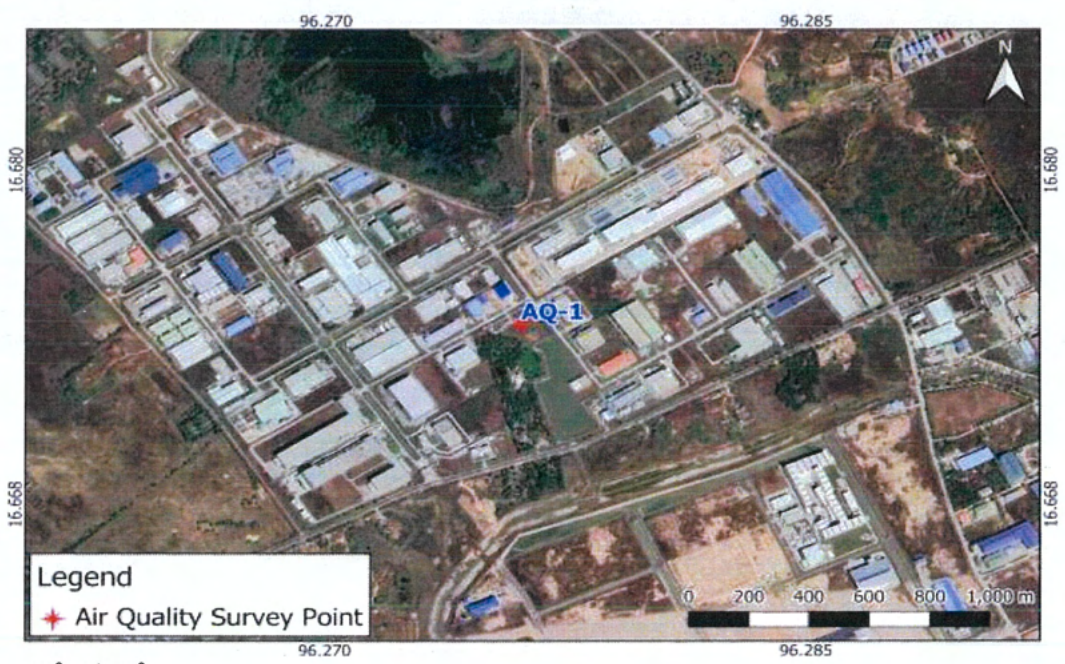 96.270 96.285
N
16.680 16.680
AQ-1
16.668 16.668
Legend
Air Quality Survey Point
0 200 400 600 800 1,000 m
96.270 96.285